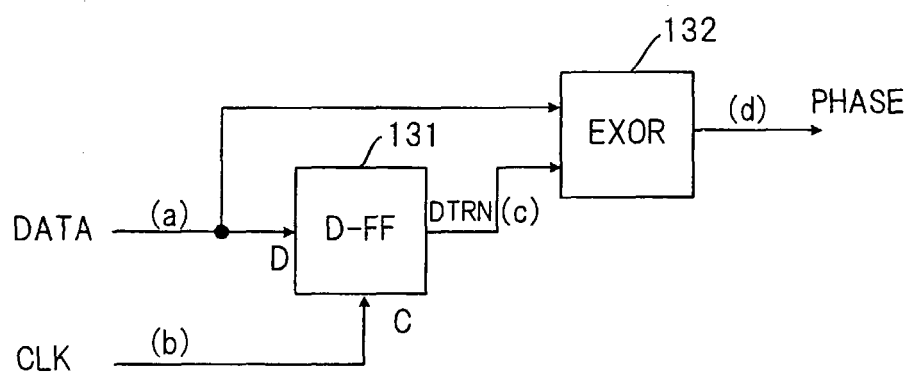 132
EXOR
(d)
PHASE
131
DATA
(a)
D
D-FF
DTRN
(c)
C
CLK
(b)